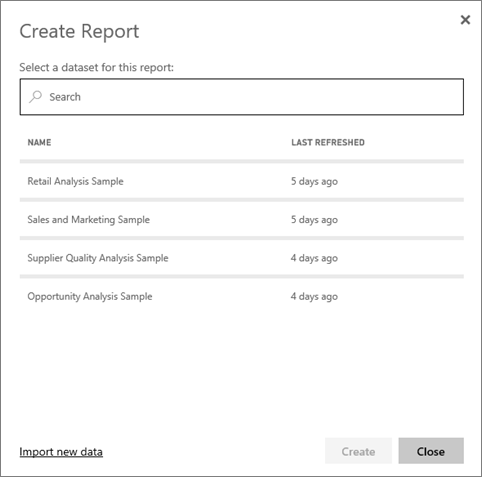 Create Report
Select a dataset for this report:
Search
NAME LAST REFRESHED
Retail Analysis Sample 5 days ago
Sales and Marketing Sample 5 days ago
Supplier Quality Analysis Sample 4 days ago
Opportunity Analysis Sample 4 days ago
Import new data Create Close